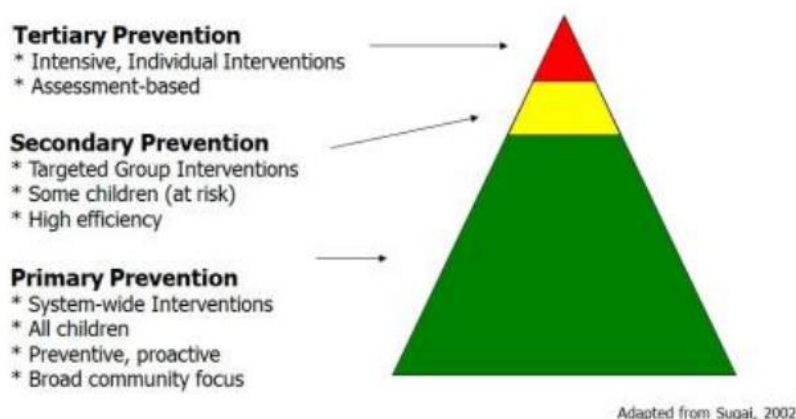 Tertiary Prevention
* Intensive, Individual Interventions
* Assessment-based
Secondary Prevention
* Targeted Group Interventions
* Some children (at risk)
* High efficiency
Primary Prevention
* System-wide Interventions
* All children
* Preventive, proactive
* Broad community focus
Adapted from Sugai, 2002